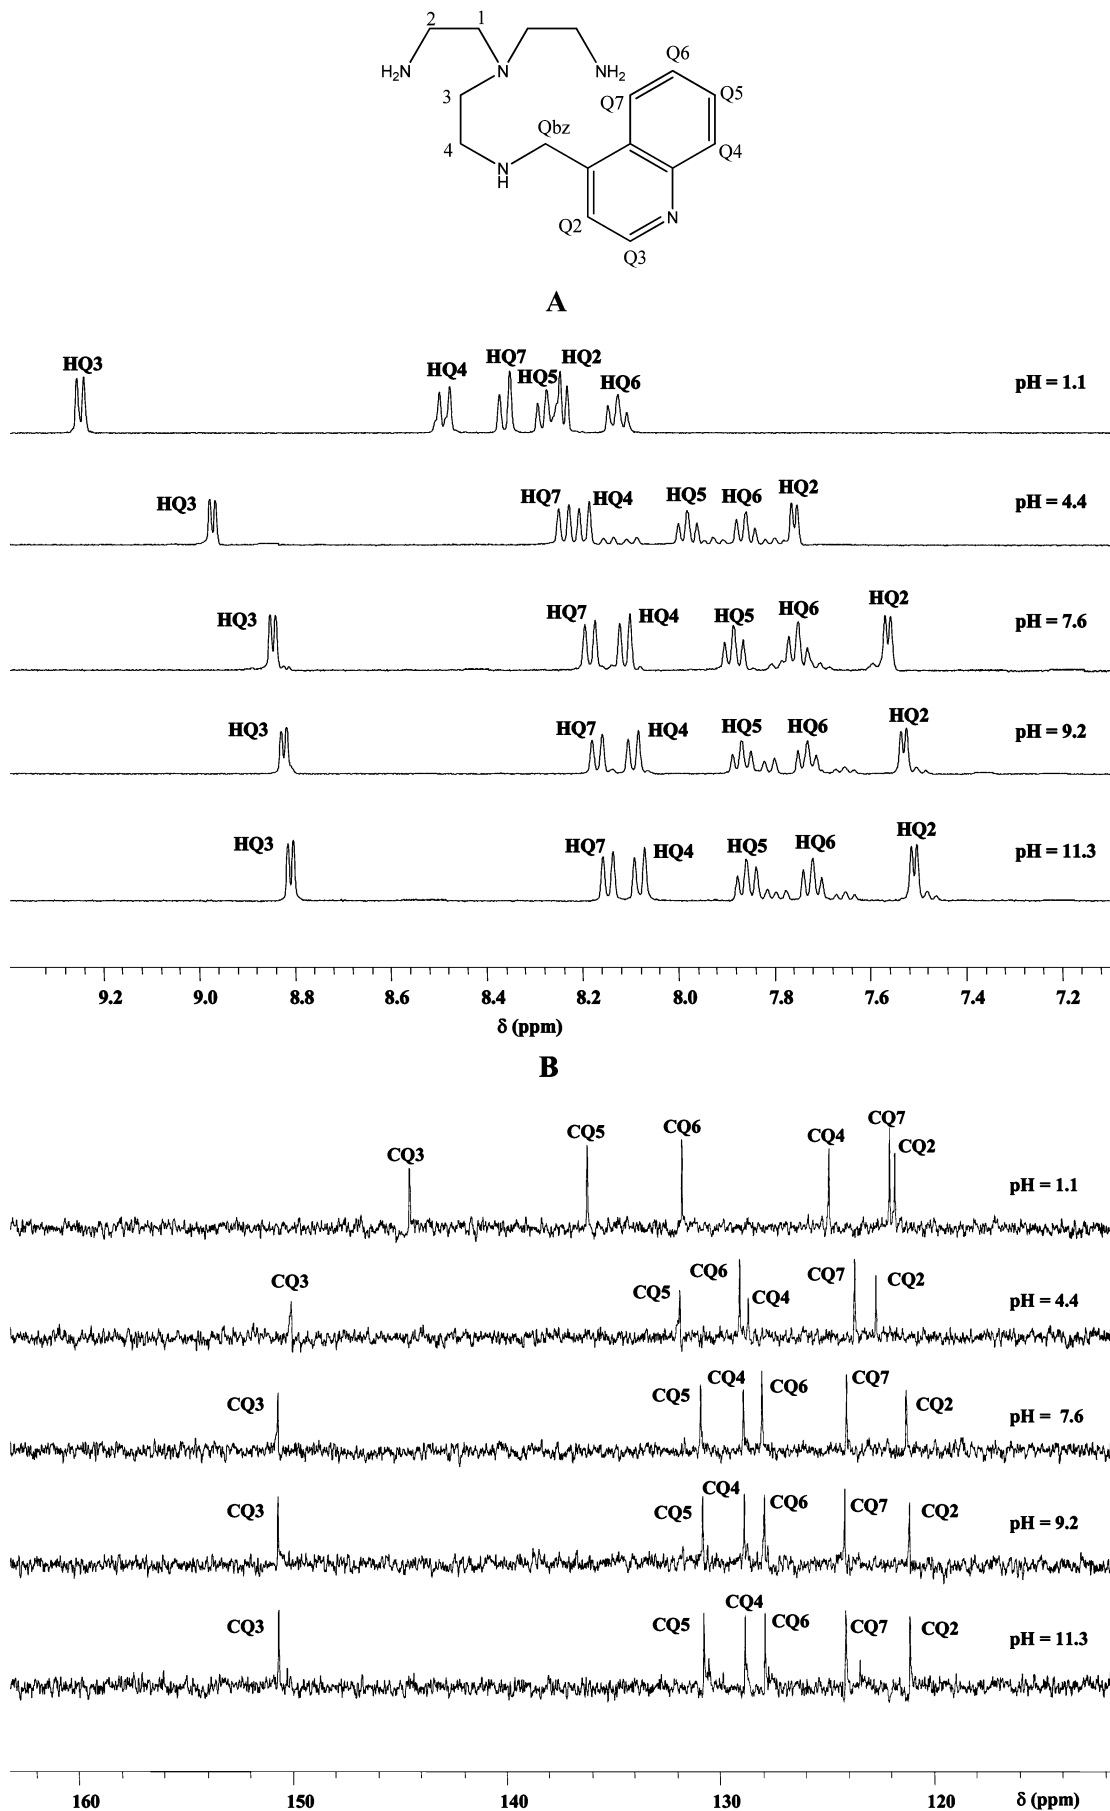 2 1
H2N N NH2
3
4
Qbz
N
H
Q6
Q7 Q5
Q4
Q2 N
Q3
A
HQ3 HQ4 HQ7 HQ5 HQ2 HQ6 pH = 1.1
HQ3 HQ7 HQ4 HQ5 HQ6 HQ2 pH = 4.4
HQ3 HQ7 HQ4 HQ5 HQ6 HQ2 pH = 7.6
HQ3 HQ7 HQ4 HQ5 HQ6 HQ2 pH = 9.2
HQ3 HQ7 HQ4 HQ5 HQ6 HQ2 pH = 11.3
9.2 9.0 8.8 8.6 8.4 8.2 8.0 7.8 7.6 7.4 7.2
δ (ppm)
B
CQ3 CQ5 CQ6 CQ4 CQ7 CQ2 pH = 1.1
CQ3 CQ5 CQ6 CQ4 CQ7 CQ2 pH = 4.4
CQ3 CQ5 CQ4 CQ6 CQ7 CQ2 pH = 7.6
CQ3 CQ5 CQ4 CQ6 CQ7 CQ2 pH = 9.2
CQ3 CQ5 CQ4 CQ6 CQ7 CQ2 pH = 11.3
160 150 140 130 120 δ (ppm)